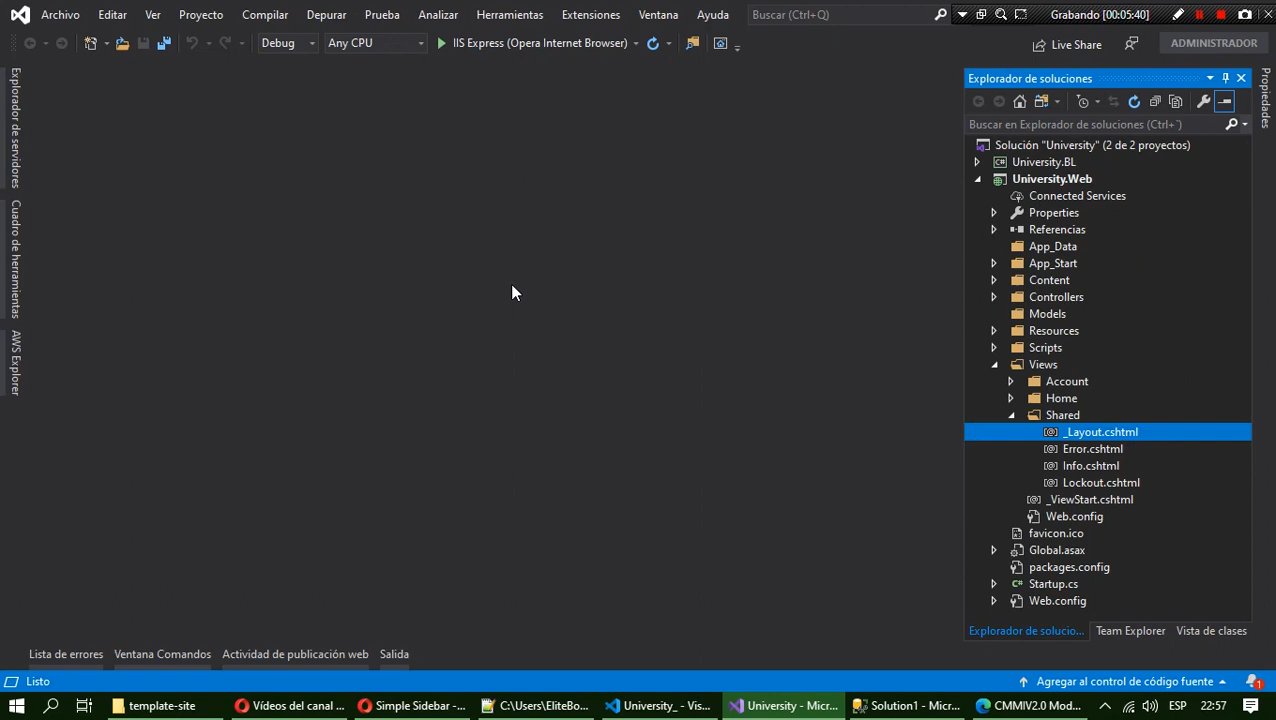 Archivo Editar Ver Proyecto Compilar Depurar Prueba Analizar Herramientas Extensiones Ventana Ayuda Buscar (Ctrl+Q) Grabando [00:05:40]
Debug Any CPU IIS Express (Opera Internet Browser) Live Share ADMINISTRADOR
Explorador de servidores
Cuadro de herramientas
AWS Explorer
Explorador de soluciones
Buscar en Explorador de soluciones (Ctrl+¨)
Solución "University" (2 de 2 proyectos)
University.BL
University.Web
Connected Services
Properties
Referencias
App_Data
App_Start
Content
Controllers
Models
Resources
Scripts
Views
Account
Home
Shared
_Layout.cshtml
Error.cshtml
Info.cshtml
Lockout.cshtml
_ViewStart.cshtml
Web.config
favicon.ico
Global.asax
packages.config
Startup.cs
Web.config
Explorador de solucio... Team Explorer Vista de clases
Propiedades
Lista de errores Ventana Comandos Actividad de publicación web Salida
Listo Agregar al control de código fuente 1
template-site Vídeos del canal ... Simple Sidebar -... C:\Users\EliteBo... University_ - Vis... University - Micr... Solution1 - Micr... CMMIV2.0 Mod... ESP 22:57